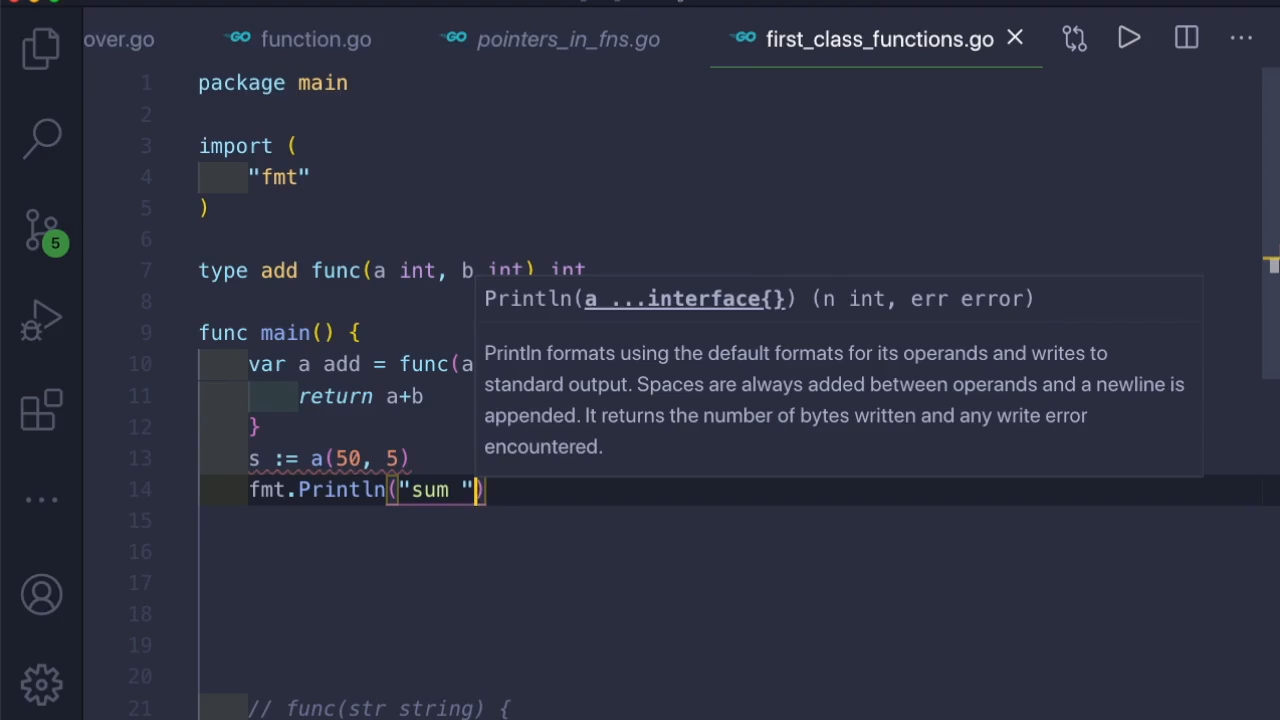 over.go function.go pointers_in_fns.go first_class_functions.go
1 package main
2
3 import (
4 "fmt"
5 )
6
7 type add func(a int, b int) int
8
9 func main() {
10 var a add = func(a
11 return a+b
12 }
13 s := a(50, 5)
14 fmt.Println("sum ")
15
16
17
18
19
20
21 // func(str string) {
Println(a ...interface{}) (n int, err error)
Println formats using the default formats for its operands and writes to
standard output. Spaces are always added between operands and a newline is
appended. It returns the number of bytes written and any write error
encountered.
5